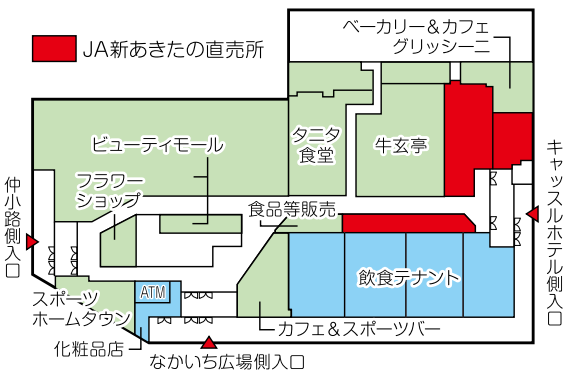 ベーカリー＆カフェ
グリッシーニ
JA新あきたの直売所
ビューティモール
タニタ
食堂
牛玄亭
キャッスルホテル側入口
仲小路側入口
フラワー
ショップ
食品等販売
飲食テナント
スポーツ
ホームタウン
ATM
カフェ＆スポーツバー
化粧品店
なかいち広場側入口